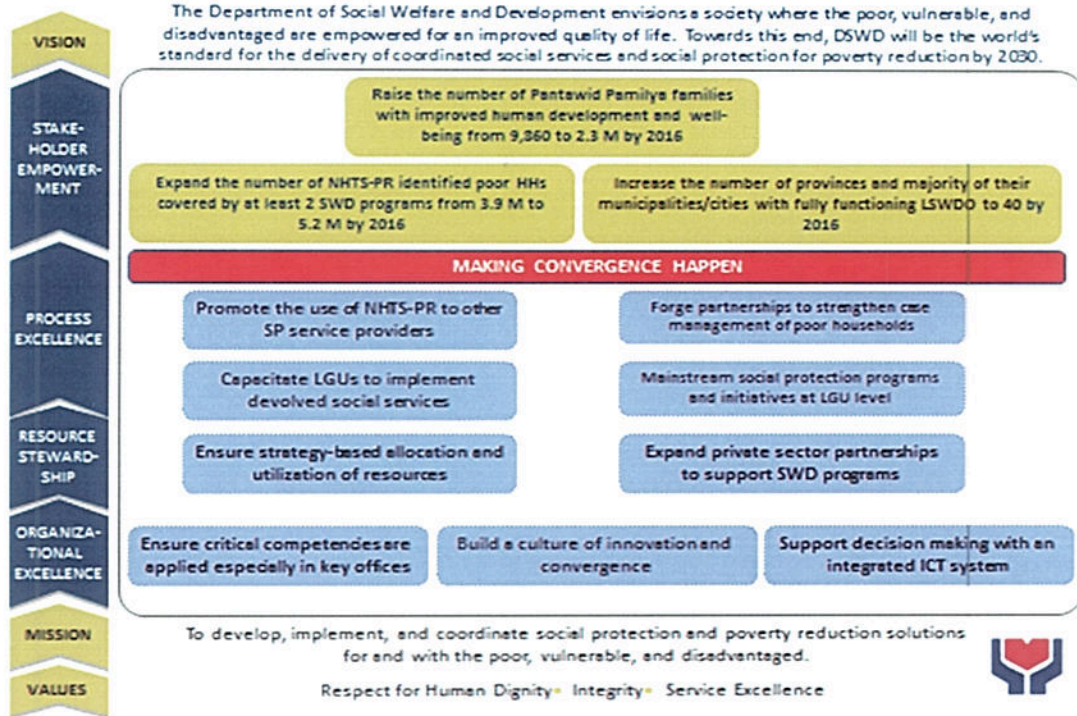 The Department of Social Welfare and Development envisions a society where the poor, vulnerable, and
disadvantaged are empowered for an improved quality of life. Towards this end, DSWD will be the world's
standard for the delivery of coordinated social services and social protection for poverty reduction by 2030.
VISION
STAKE-
HOLDER
EMPOWER-
MENT
Raise the number of Pantawid Pamilya families
with improved human development and well-
being from 9,860 to 2.3 M by 2016
Expand the number of NHTS-PR identified poor HHs
covered by at least 2 SWD programs from 3.9 M to
5.2 M by 2016
Increase the number of provinces and majority of their
municipalities/cities with fully functioning LSWDO to 40 by
2016
MAKING CONVERGENCE HAPPEN
PROCESS
EXCELLENCE
Promote the use of NHTS-PR to other
SP service providers
Forge partnerships to strengthen case
management of poor households
Capacitate LGUs to implement
devolved social services
Mainstream social protection programs
and initiatives at LGU level
RESOURCE
STEWARD-
SHIP
Ensure strategy-based allocation and
utilization of resources
Expand private sector partnerships
to support SWD programs
ORGANIZA-
TIONAL
EXCELLENCE
Ensure critical competencies are
applied especially in key offices
Build a culture of innovation and
convergence
Support decision making with an
integrated ICT system
MISSION
To develop, implement, and coordinate social protection and poverty reduction solutions
for and with the poor, vulnerable, and disadvantaged.
VALUES
Respect for Human Dignity• Integrity• Service Excellence